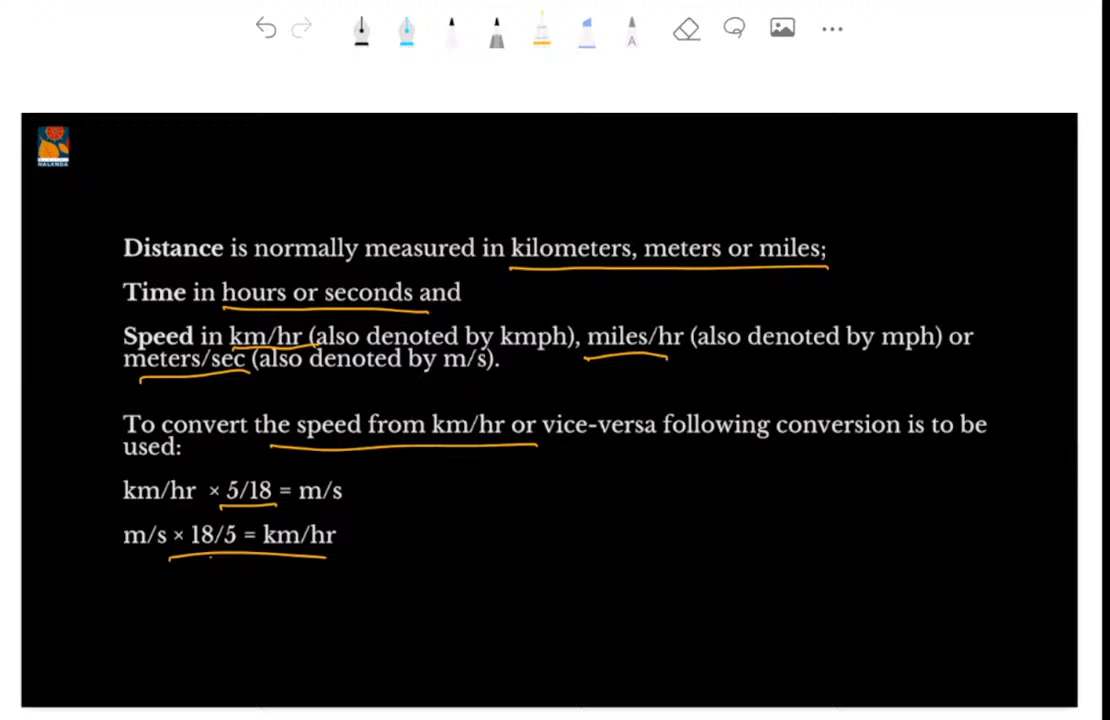 NALANDA
Distance is normally measured in kilometers, meters or miles;
Time in hours or seconds and
Speed in km/hr (also denoted by kmph), miles/hr (also denoted by mph) or
meters/sec (also denoted by m/s).
To convert the speed from km/hr or vice-versa following conversion is to be
used:
km/hr × 5/18 = m/s
m/s × 18/5 = km/hr